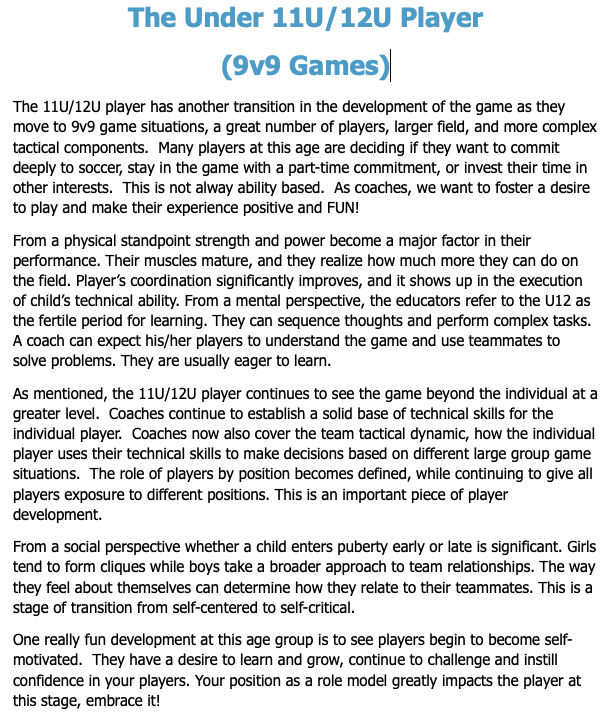 The Under 11U/12U Player
(9v9 Games)
The 11U/12U player has another transition in the development of the game as they
move to 9v9 game situations, a great number of players, larger field, and more complex
tactical components.  Many players at this age are deciding if they want to commit
deeply to soccer, stay in the game with a part-time commitment, or invest their time in
other interests.  This is not alway ability based.  As coaches, we want to foster a desire
to play and make their experience positive and FUN!
From a physical standpoint strength and power become a major factor in their
performance. Their muscles mature, and they realize how much more they can do on
the field. Player’s coordination significantly improves, and it shows up in the execution
of child’s technical ability. From a mental perspective, the educators refer to the U12 as
the fertile period for learning. They can sequence thoughts and perform complex tasks.
A coach can expect his/her players to understand the game and use teammates to
solve problems. They are usually eager to learn.
As mentioned, the 11U/12U player continues to see the game beyond the individual at a
greater level.  Coaches continue to establish a solid base of technical skills for the
individual player.  Coaches now also cover the team tactical dynamic, how the individual
player uses their technical skills to make decisions based on different large group game
situations.  The role of players by position becomes defined, while continuing to give all
players exposure to different positions. This is an important piece of player
development.
From a social perspective whether a child enters puberty early or late is significant. Girls
tend to form cliques while boys take a broader approach to team relationships. The way
they feel about themselves can determine how they relate to their teammates. This is a
stage of transition from self-centered to self-critical.
One really fun development at this age group is to see players begin to become self-
motivated.  They have a desire to learn and grow, continue to challenge and instill
confidence in your players. Your position as a role model greatly impacts the player at
this stage, embrace it!